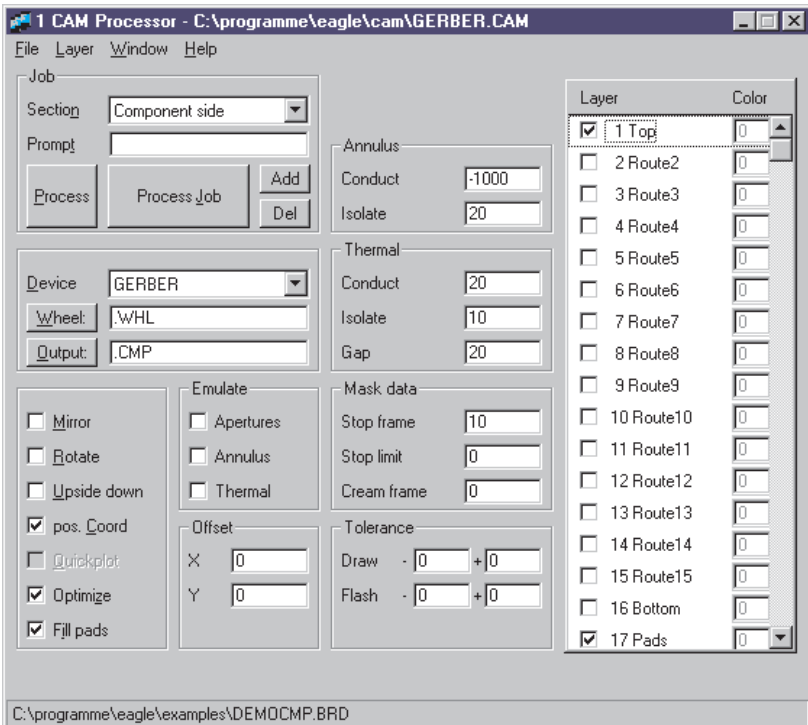 1 CAM Processor - C:\programme\eagle\cam\GERBER.CAM
File Layer Window Help
Job
Section Component side
Prompt
Process Process Job Add
Del
Device GERBER
Wheel: .WHL
Output: .CMP
Mirror
Rotate
Upside down
pos. Coord
Quickplot
Optimize
Fill pads
Emulate
Apertures
Annulus
Thermal
Offset
X 0
Y 0
Annulus
Conduct -1000
Isolate 20
Thermal
Conduct 20
Isolate 10
Gap 20
Mask data
Stop frame 10
Stop limit 0
Cream frame 0
Tolerance
Draw - 0 + 0
Flash - 0 + 0
Layer Color
1 Top 0
2 Route2 0
3 Route3 0
4 Route4 0
5 Route5 0
6 Route6 0
7 Route7 0
8 Route8 0
9 Route9 0
10 Route10 0
11 Route11 0
12 Route12 0
13 Route13 0
14 Route14 0
15 Route15 0
16 Bottom 0
17 Pads 0
C:\programme\eagle\examples\DEMOCMP.BRD